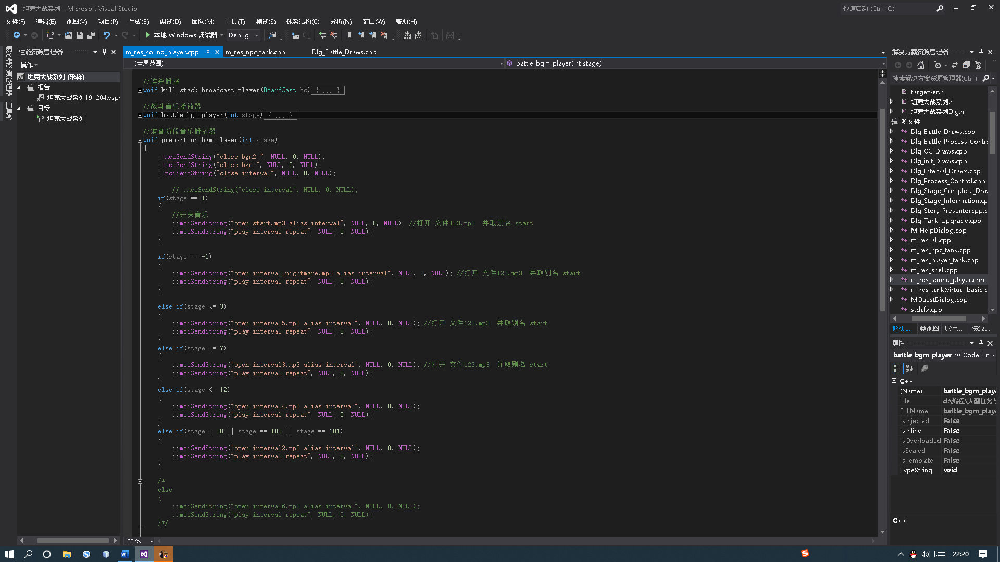 坦克大战系列 - Microsoft Visual Studio
快速启动 (Ctrl+Q)
文件(F) 编辑(E) 视图(V) 项目(P) 生成(B) 调试(D) 团队(M) 工具(T) 测试(S) 体系结构(C) 分析(N) 窗口(W) 帮助(H)
本地 Windows 调试器 Debug
服务器资源管理器
工具箱
性能资源管理器
操作
坦克大战系列 (采样)
报告
坦克大战系列191204.vsp
目标
坦克大战系列
m_res_sound_player.cpp m_res_npc_tank.cpp Dlg_Battle_Draws.cpp
(全局范围) battle_bgm_player(int stage)
//连杀播报
void kill_stack_broadcast_player(BoardCast bc){ ... }
//战斗音乐播放器
void battle_bgm_player(int stage){ ... }
//准备阶段音乐播放器
void prepartion_bgm_player(int stage)
{
::mciSendString("close bgm2 ", NULL, 0, NULL);
::mciSendString("close bgm ", NULL, 0, NULL);
::mciSendString("close interval", NULL, 0, NULL);
//::mciSendString("close interval", NULL, 0, NULL);
if(stage == 1)
{
//开头音乐
::mciSendString("open start.mp3 alias interval", NULL, 0, NULL); //打开 文件123.mp3 并取别名 start
::mciSendString("play interval repeat", NULL, 0, NULL);
}
if(stage == -1)
{
::mciSendString("open interval_nightmare.mp3 alias interval", NULL, 0, NULL); //打开 文件123.mp3 并取别名 start
::mciSendString("play interval repeat", NULL, 0, NULL);
}
else if(stage <= 3)
{
::mciSendString("open interval5.mp3 alias interval", NULL, 0, NULL); //打开 文件123.mp3 并取别名 start
::mciSendString("play interval repeat", NULL, 0, NULL);
}
else if(stage <= 7)
{
::mciSendString("open interval3.mp3 alias interval", NULL, 0, NULL); //打开 文件123.mp3 并取别名 start
::mciSendString("play interval repeat", NULL, 0, NULL);
}
else if(stage <= 12)
{
::mciSendString("open interval4.mp3 alias interval", NULL, 0, NULL);
::mciSendString("play interval repeat", NULL, 0, NULL);
}
else if(stage < 30 || stage == 100 || stage == 101)
{
::mciSendString("open interval2.mp3 alias interval", NULL, 0, NULL);
::mciSendString("play interval repeat", NULL, 0, NULL);
}
/*
else
{
::mciSendString("open interval6.mp3 alias interval", NULL, 0, NULL);
::mciSendString("play interval repeat", NULL, 0, NULL);
}*/
100 %
解决方案资源管理器
搜索解决方案资源管理器(Ctrl+
targetver.h
坦克大战系列.h
坦克大战系列Dlg.h
源文件
Dlg_Battle_Draws.cpp
Dlg_Battle_Process_Contro
Dlg_CG_Draws.cpp
Dlg_init_Draws.cpp
Dlg_Interval_Draws.cpp
Dlg_Process_Control.cpp
Dlg_Stage_Complete_Drav
Dlg_Stage_Information.cp
Dlg_Story_Presentorcpp.c
Dlg_Tank_Upgrade.cpp
M_HelpDialog.cpp
m_res_all.cpp
m_res_npc_tank.cpp
m_res_player_tank.cpp
m_res_shell.cpp
m_res_sound_player.cpp
m_res_tank(virtual basic c
MQuestDialog.cpp
stdafx.cpp
解决... 类视图 属性... 资源...
属性
battle_bgm_player VCCodeFun
C++
(Name) battle_bgm_playe
File d:\编程\大型任务与
FullName battle_bgm_playe
IsInjected False
IsInline False
IsOverloaded False
IsSealed False
IsTemplate False
TypeString void
C++
22:20